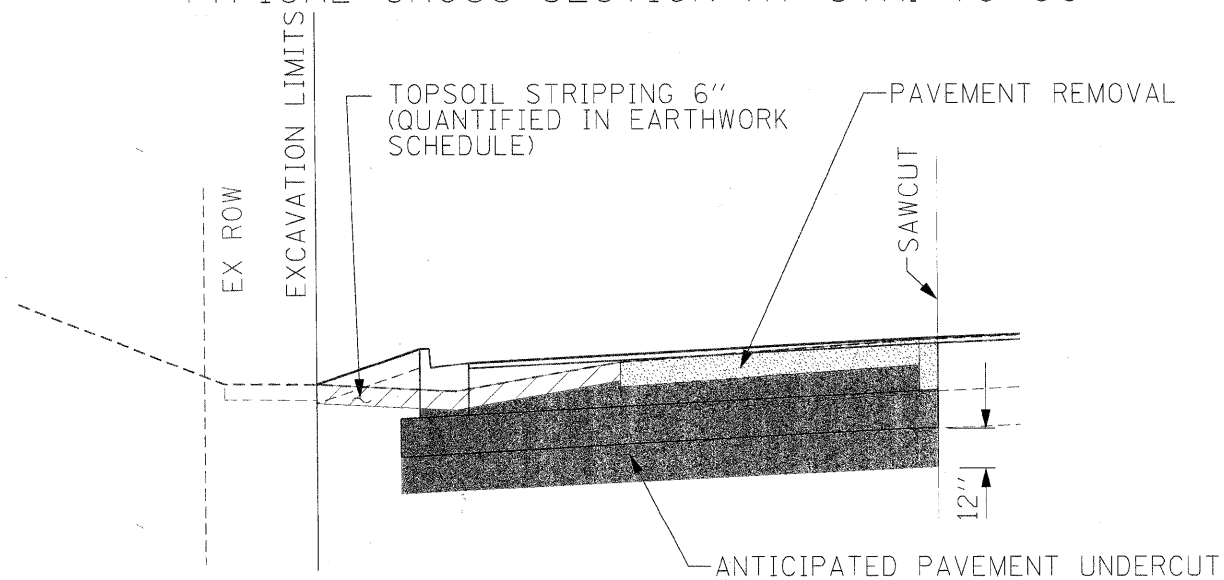 TOPSOIL STRIPPING 6''
(QUANTIFIED IN EARTHWORK
SCHEDULE)
PAVEMENT REMOVAL
EXCAVATION LIMITS
EX ROW
SAWCUT
12''
ANTICIPATED PAVEMENT UNDERCUT